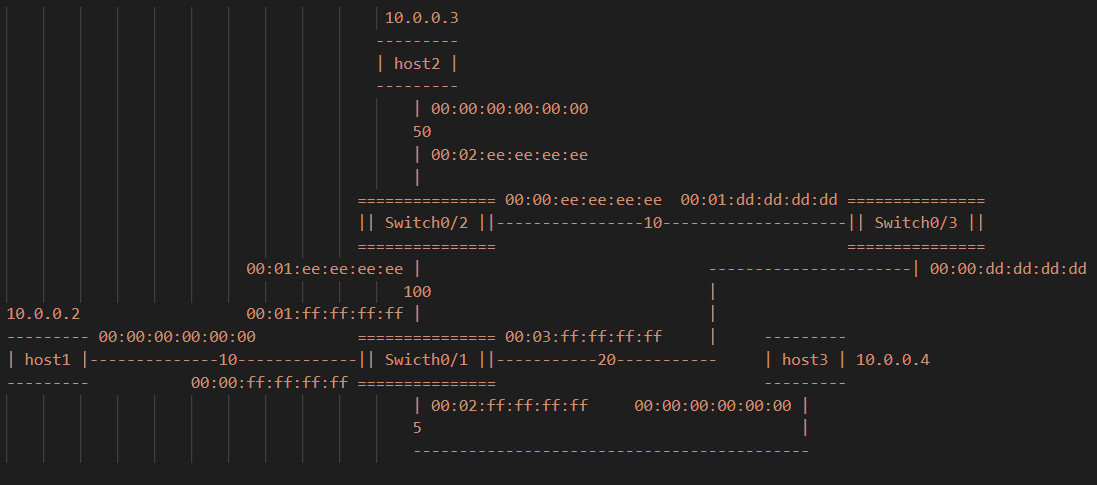 10.0.0.3
---------
| host2 |
---------
| 00:00:00:00:00:00
50
| 00:02:ee:ee:ee:ee
|
=============== 00:00:ee:ee:ee:ee  00:01:dd:dd:dd:dd ===============
|| Switch0/2 ||----------------10--------------------|| Switch0/3 ||
===============                                      ===============
00:01:ee:ee:ee:ee |                               ----------------------| 00:00:dd:dd:dd:dd
100                              |
10.0.0.2                  00:01:ff:ff:ff:ff |                               |
--------- 00:00:00:00:00:00           =============== 00:03:ff:ff:ff:ff     |     ---------
| host1 |--------------10-------------|| Swicth0/1 ||-----------20-----------     | host3 | 10.0.0.4
---------           00:00:ff:ff:ff:ff ===============                             ---------
| 00:02:ff:ff:ff:ff     00:00:00:00:00:00 |
5                                         |
-------------------------------------------